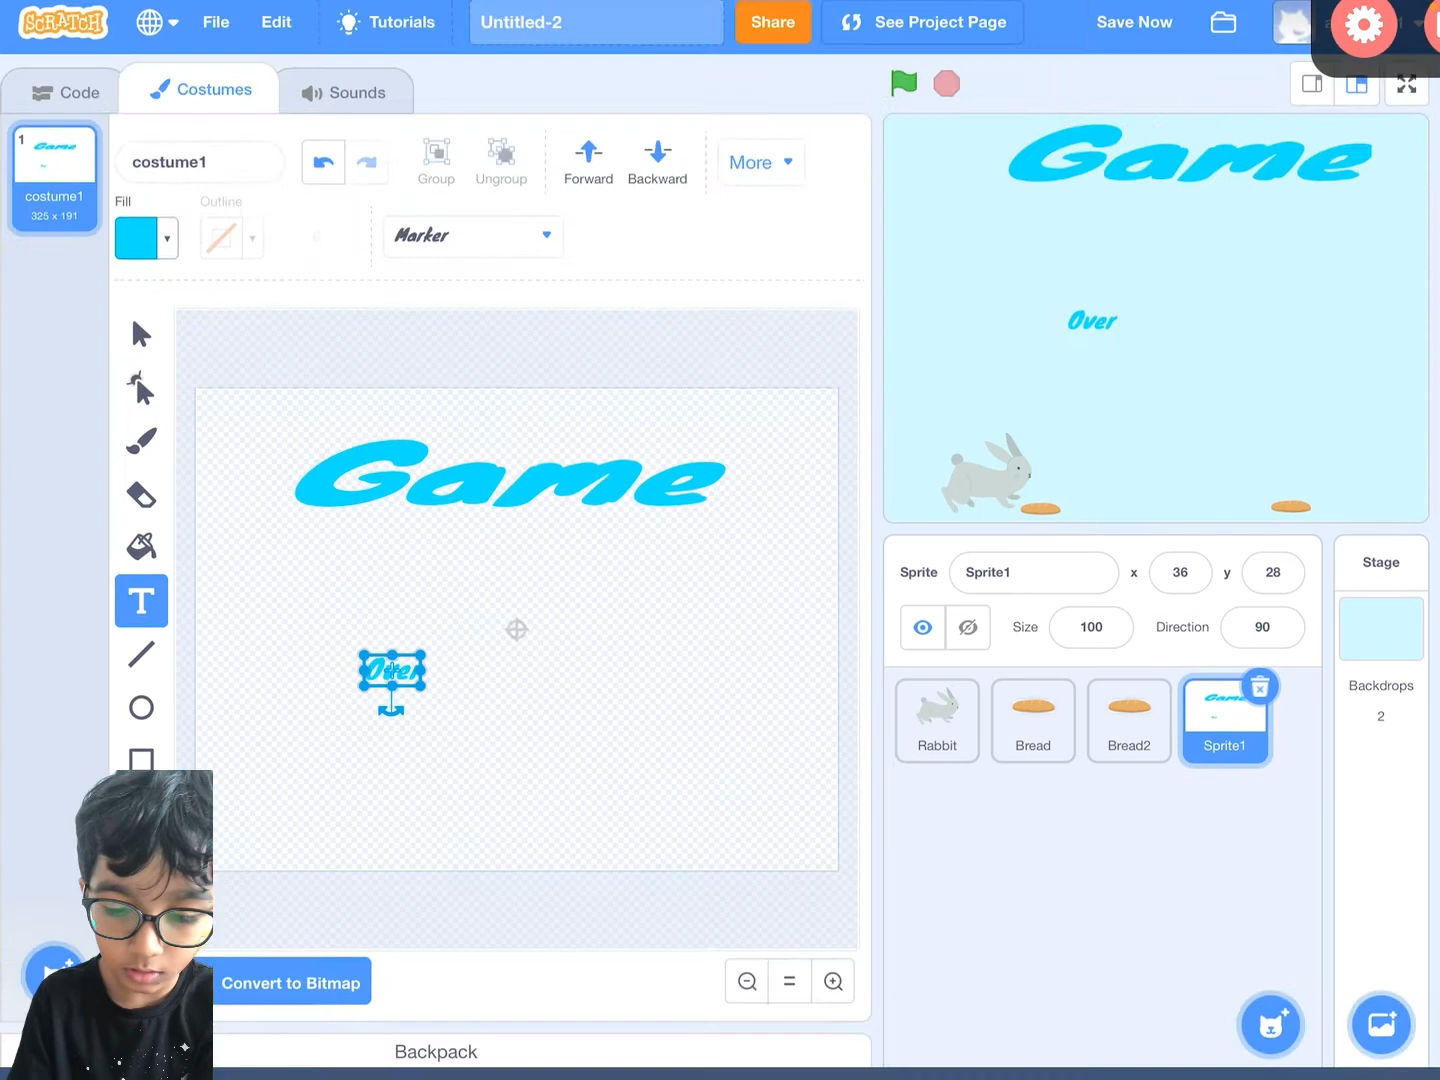 SCRATCH File Edit Tutorials Untitled-2 Share See Project Page Save Now
Code Costumes Sounds
1
costume1
325 x 191
costume1
Group Ungroup Forward Backward More
Fill Outline
0
Marker
Game
Over
T
Convert to Bitmap
Backpack
Game
Over
Sprite Sprite1 x 36 y 28
Size 100 Direction 90
Rabbit Bread Bread2 Sprite1
Stage
Backdrops
2